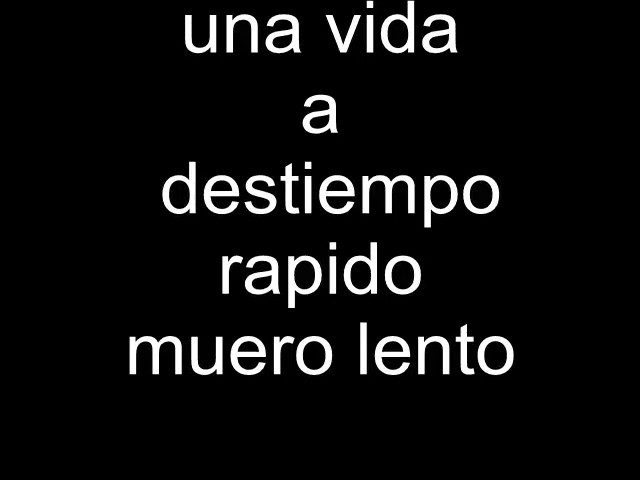 una vida
a
destiempo
rapido
muero lento